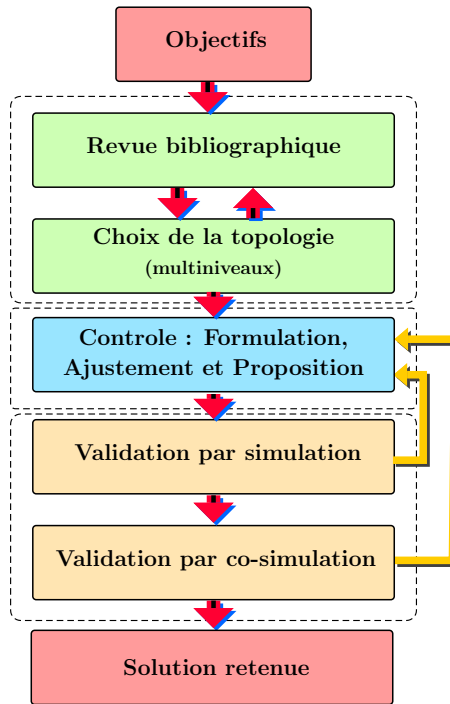 Objectifs
Revue bibliographique
Choix de la topologie
(multiniveaux)
Controle : Formulation,
Ajustement et Proposition
Validation par simulation
Validation par co-simulation
Solution retenue